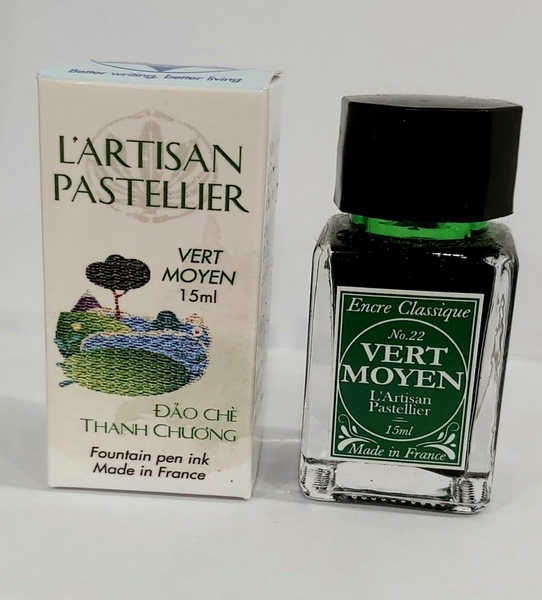 Better writing, better living
L'ARTISAN
PASTELLIER
VERT
MOYEN
15ml
ĐẢO CHÈ
THANH CHƯƠNG
Fountain pen ink
Made in France
Encre Classique
No.22
VERT
MOYEN
L'Artisan
Pastellier
15ml
Made in France